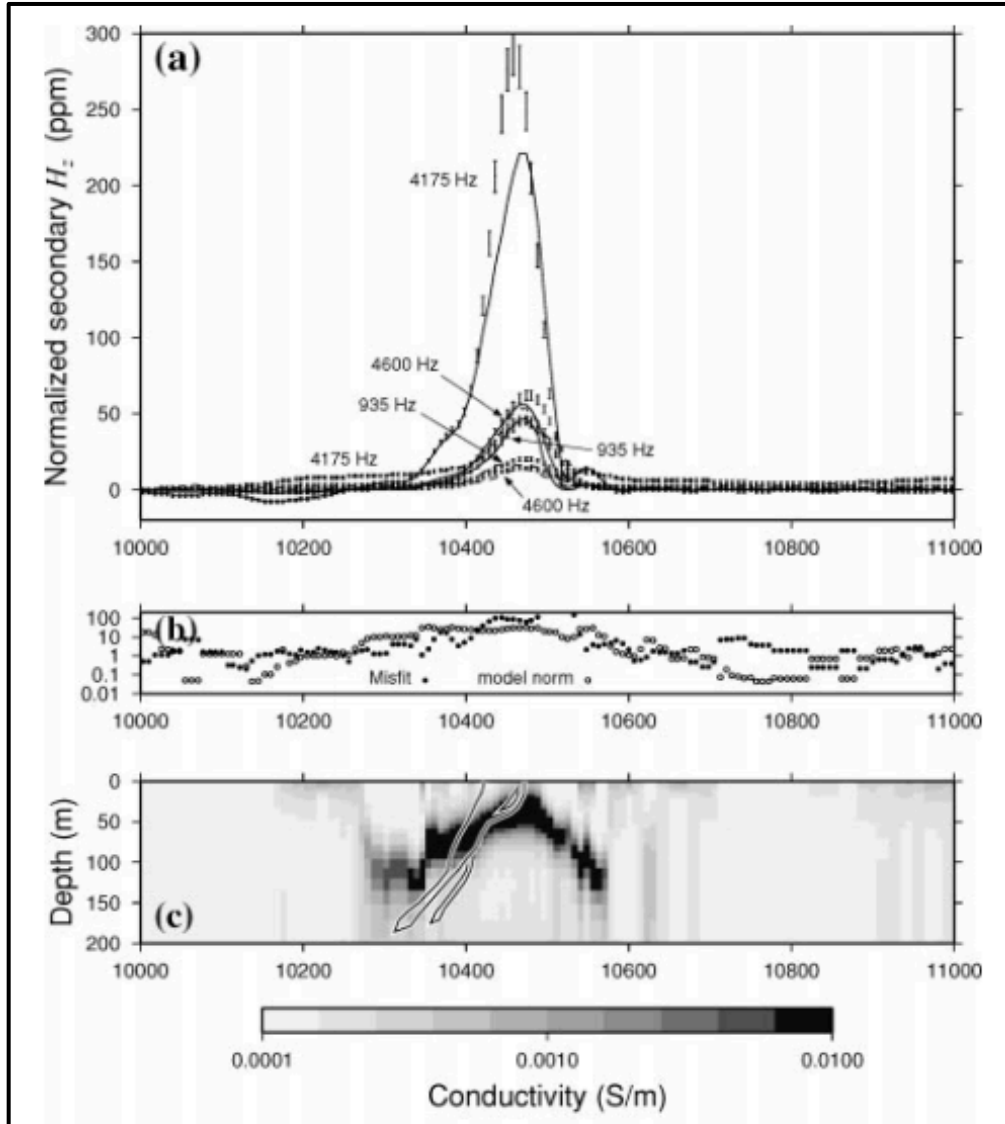 (a)
Normalized secondary H_z (ppm)
300
250
200
150
100
50
0
4175 Hz
4600 Hz
935 Hz
935 Hz
4175 Hz
4600 Hz
10000 10200 10400 10600 10800 11000
(b)
100
10
1
0.1
0.01
Misfit model norm
10000 10200 10400 10600 10800 11000
(c)
Depth (m)
0
50
100
150
200
10000 10200 10400 10600 10800 11000
0.0001 0.0010 0.0100
Conductivity (S/m)